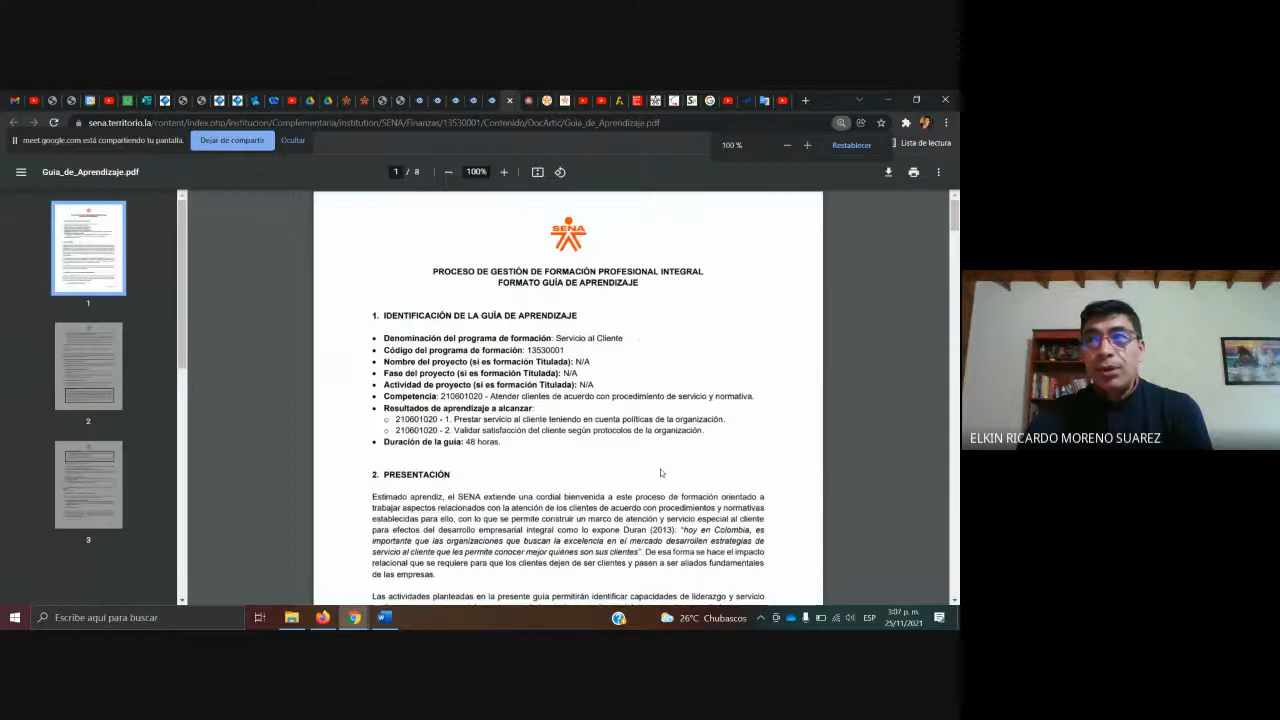 sena.territorio.la/content/index.php/Institucion/Complementaria/institution/SENA/Finanzas/13530001/Contenido/DocArtic/Guia_de_Aprendizaje.pdf
meet.google.com está compartiendo tu pantalla.
Dejar de compartir
Ocultar
100 %
Restablecer
Lista de lectura
Guia_de_Aprendizaje.pdf
1 / 8
100%
SENA
PROCESO DE GESTIÓN DE FORMACIÓN PROFESIONAL INTEGRAL
FORMATO GUÍA DE APRENDIZAJE
1. IDENTIFICACIÓN DE LA GUÍA DE APRENDIZAJE
• Denominación del programa de formación: Servicio al Cliente
• Código del programa de formación: 13530001
• Nombre del proyecto (si es formación Titulada): N/A
• Fase del proyecto (si es formación Titulada): N/A
• Actividad de proyecto (si es formación Titulada): N/A
• Competencia: 210601020 - Atender clientes de acuerdo con procedimiento de servicio y normativa.
• Resultados de aprendizaje a alcanzar:
o 210601020 - 1. Prestar servicio al cliente teniendo en cuenta políticas de la organización.
o 210601020 - 2. Validar satisfacción del cliente según protocolos de la organización.
• Duración de la guía: 48 horas.
2. PRESENTACIÓN
Estimado aprendiz, el SENA extiende una cordial bienvenida a este proceso de formación orientado a
trabajar aspectos relacionados con la atención de los clientes de acuerdo con procedimientos y normativas
establecidas para ello, con lo que se permite construir un marco de atención y servicio especial al cliente
para efectos del desarrollo empresarial integral como lo expone Duran (2013): “hoy en Colombia, es
importante que las organizaciones que buscan la excelencia en el mercado desarrollen estrategias de
servicio al cliente que les permite conocer mejor quiénes son sus clientes”. De esa forma se hace el impacto
relacional que se requiere para que los clientes dejen de ser clientes y pasen a ser aliados fundamentales
de las empresas.
Las actividades planteadas en la presente guía permitirán identificar capacidades de liderazgo y servicio
1
2
3
ELKIN RICARDO MORENO SUAREZ
Escribe aquí para buscar
26°C Chubascos
ESP
3:07 p. m.
25/11/2021